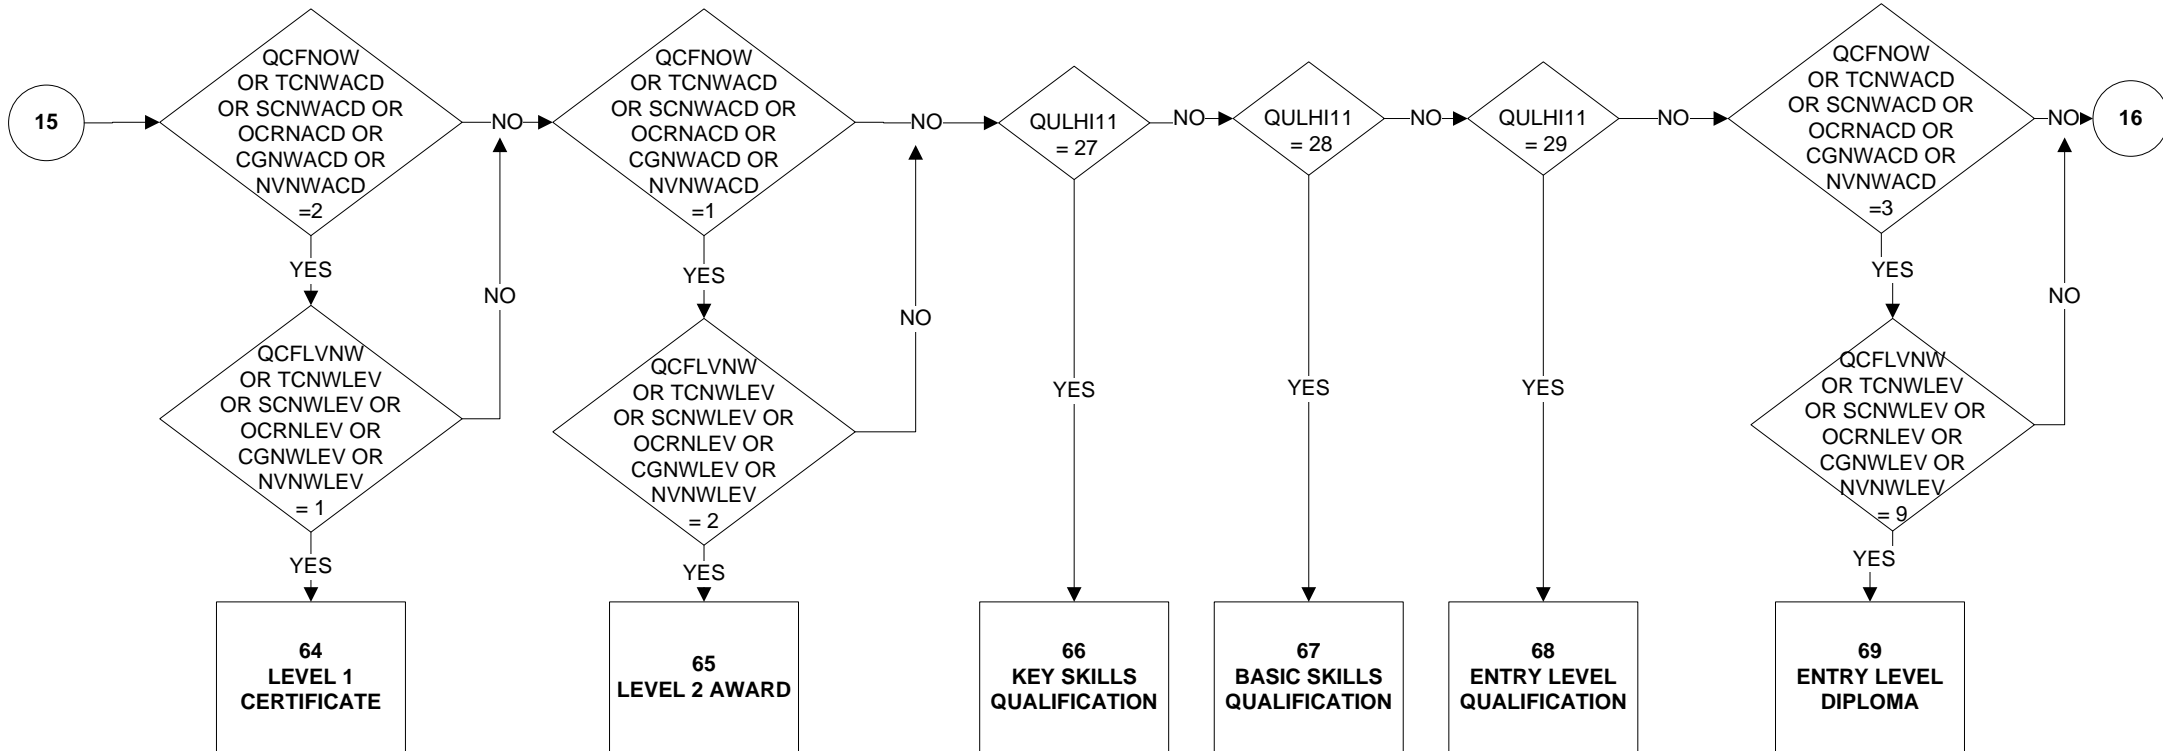 15
QCFNOW
OR TCNWACD
OR SCNWACD OR
OCRNACD OR
CGNWACD OR
NVNWACD
=2
NO
YES
QCFLVNW
OR TCNWLEV
OR SCNWLEV OR
OCRNLEV OR
CGNWLEV OR
NVNWLEV
= 1
NO
YES
64
LEVEL 1
CERTIFICATE
QCFNOW
OR TCNWACD
OR SCNWACD OR
OCRNACD OR
CGNWACD OR
NVNWACD
=1
NO
YES
QCFLVNW
OR TCNWLEV
OR SCNWLEV OR
OCRNLEV OR
CGNWLEV OR
NVNWLEV
= 2
NO
YES
65
LEVEL 2 AWARD
QULHI11
= 27
NO
YES
66
KEY SKILLS
QUALIFICATION
QULHI11
= 28
NO
YES
67
BASIC SKILLS
QUALIFICATION
QULHI11
= 29
NO
YES
68
ENTRY LEVEL
QUALIFICATION
QCFNOW
OR TCNWACD
OR SCNWACD OR
OCRNACD OR
CGNWACD OR
NVNWACD
=3
NO
YES
QCFLVNW
OR TCNWLEV
OR SCNWLEV OR
OCRNLEV OR
CGNWLEV OR
NVNWLEV
= 9
NO
YES
69
ENTRY LEVEL
DIPLOMA
16